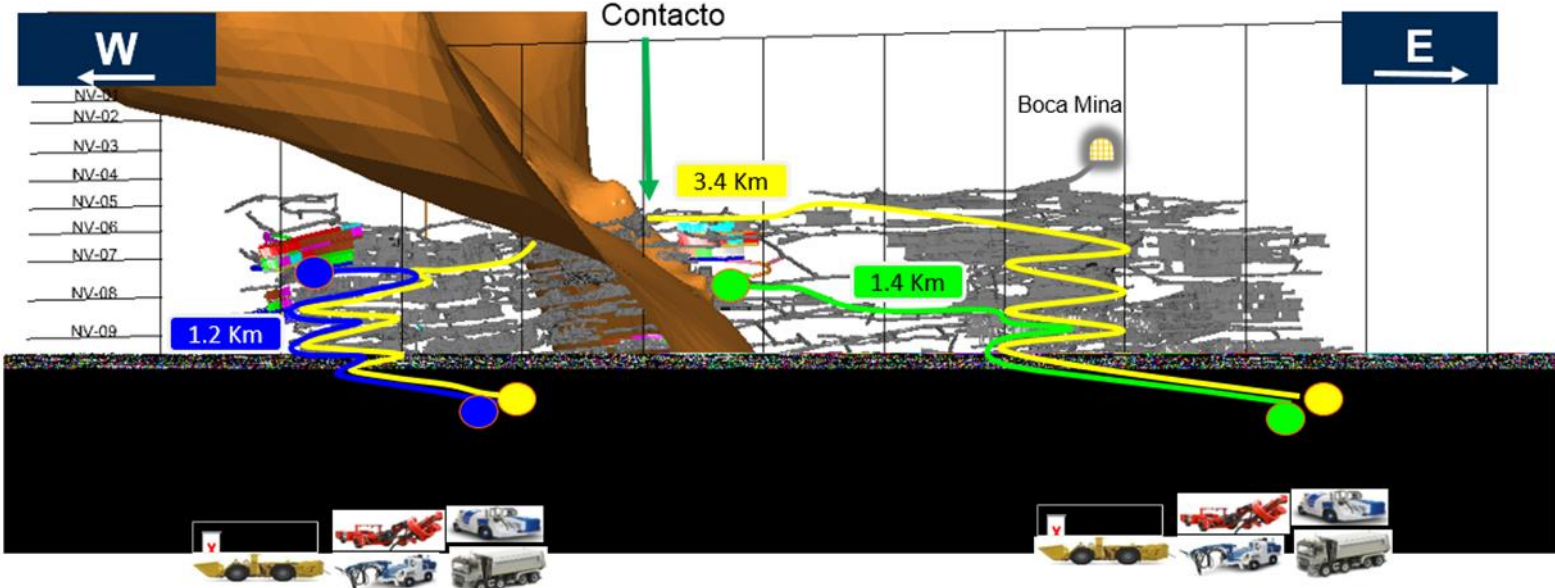 Contacto
W
E
Boca Mina
NV-01
NV-02
NV-03
NV-04
NV-05
NV-06
NV-07
NV-08
NV-09
3.4 Km
1.4 Km
1.2 Km